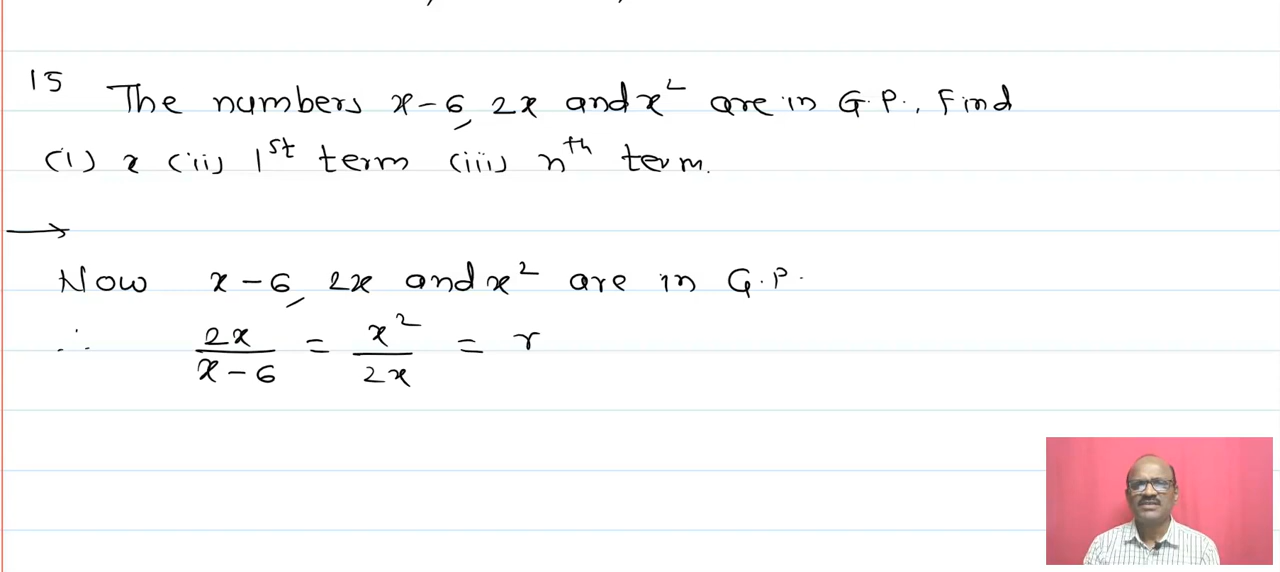 15 The numbers x-6, 2x and x² are in G.P., Find
(i) x (ii) 1st term (iii) nth term.
→
Now x-6, 2x and x² are in G.P.
∴ 2x/x-6 = x²/2x = r